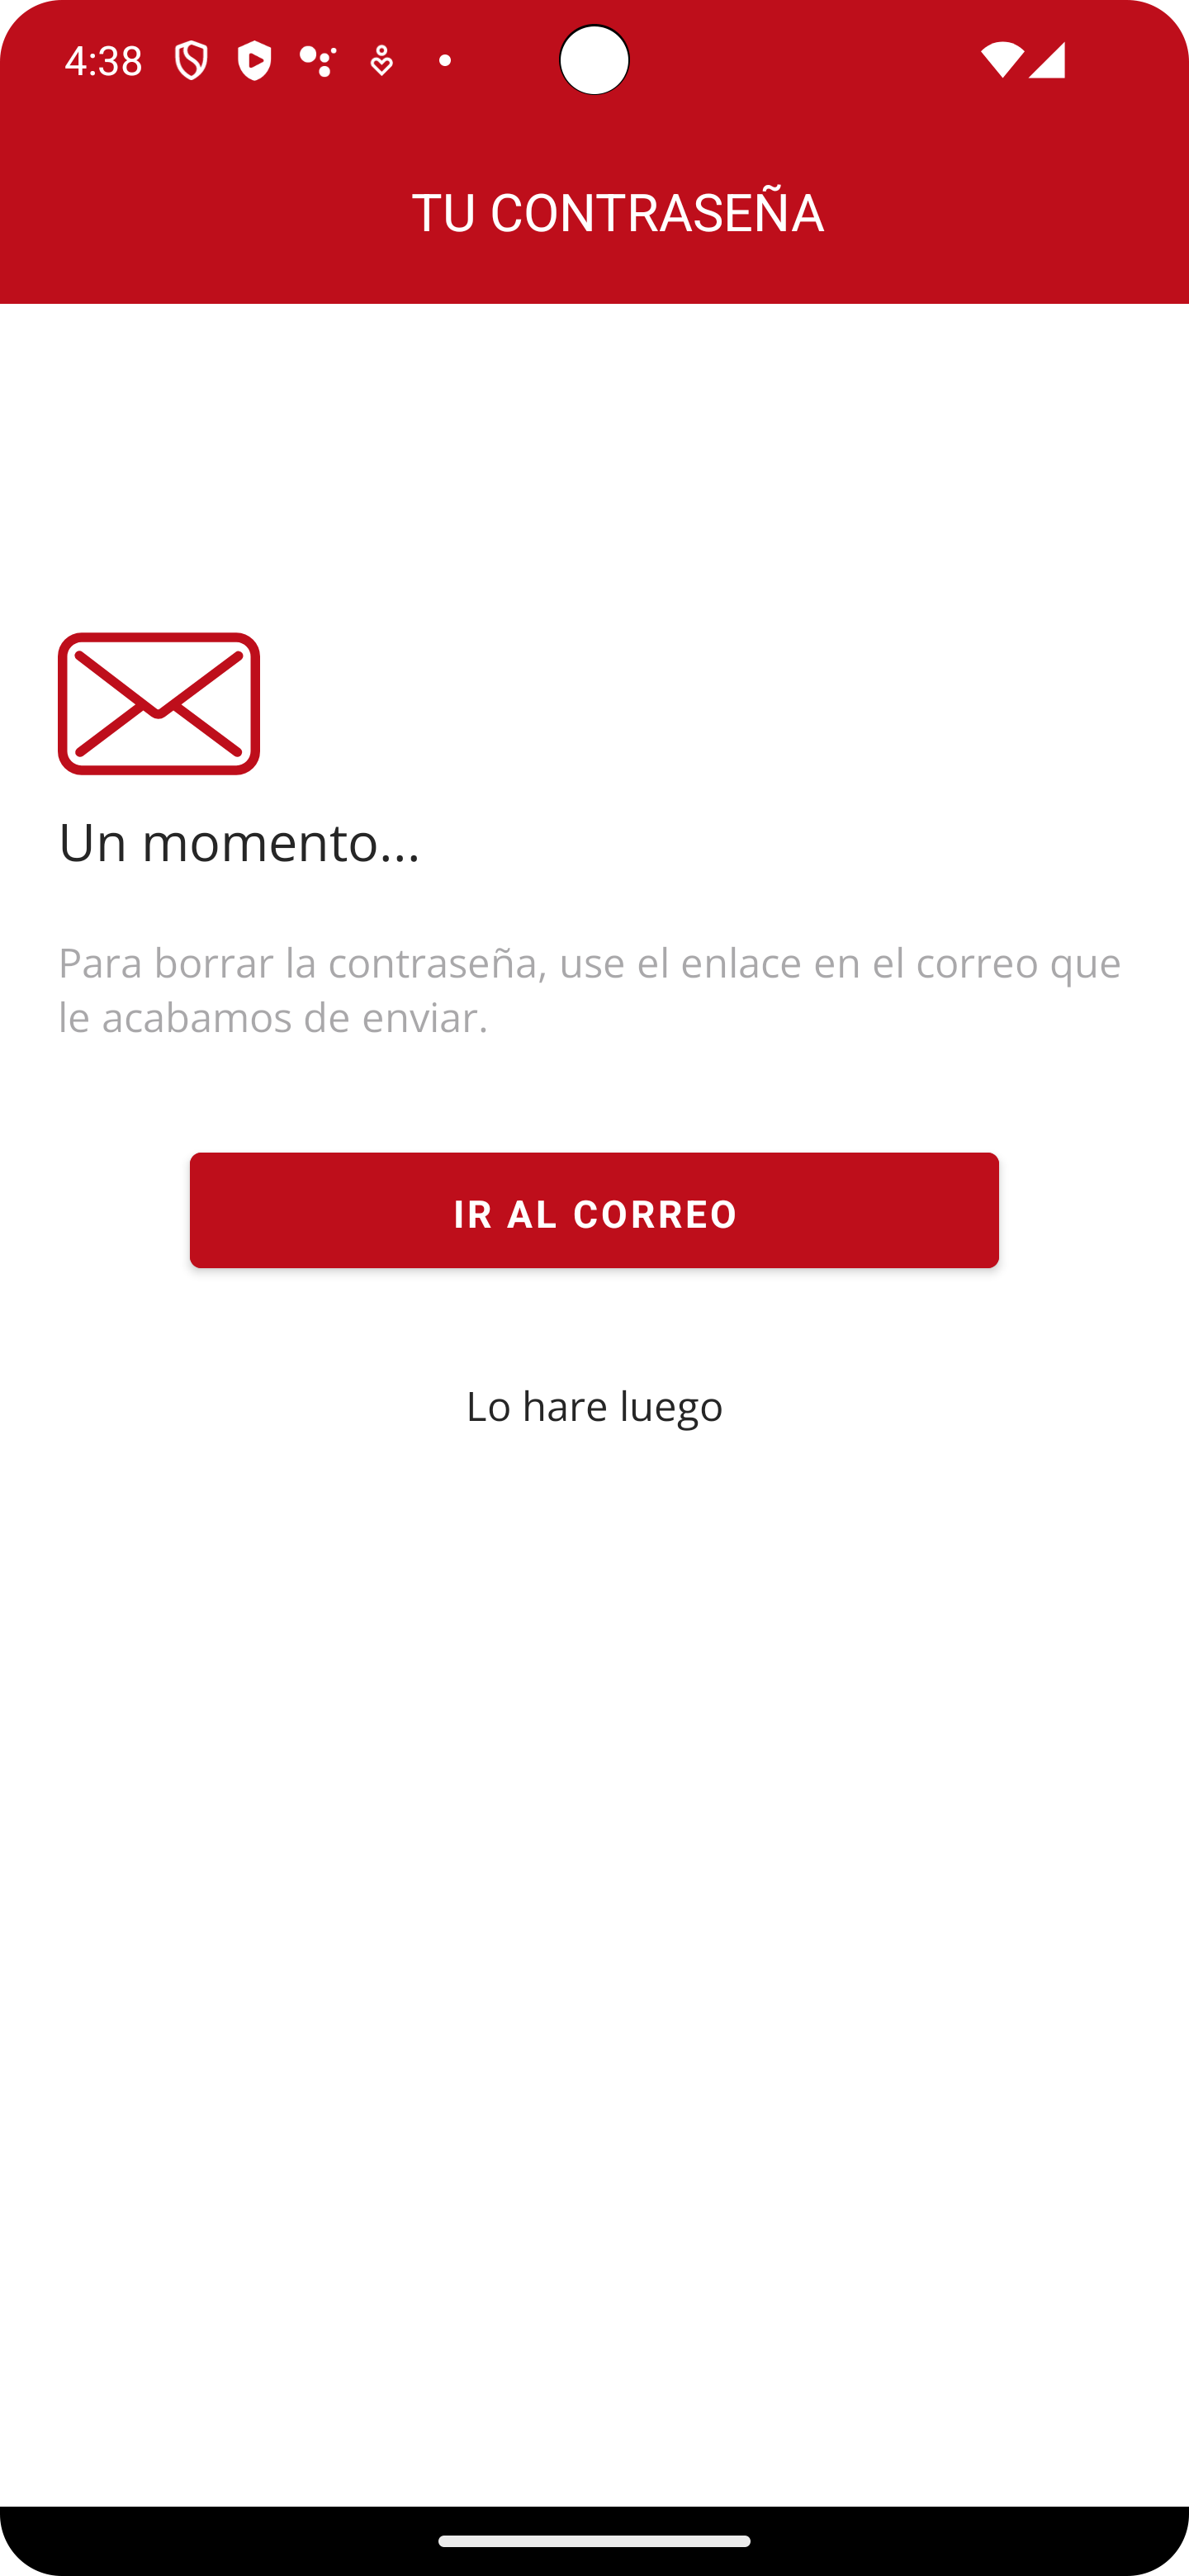 4:38
TU CONTRASEÑA
Un momento...
Para borrar la contraseña, use el enlace en el correo que
le acabamos de enviar.
IR AL CORREO
Lo hare luego